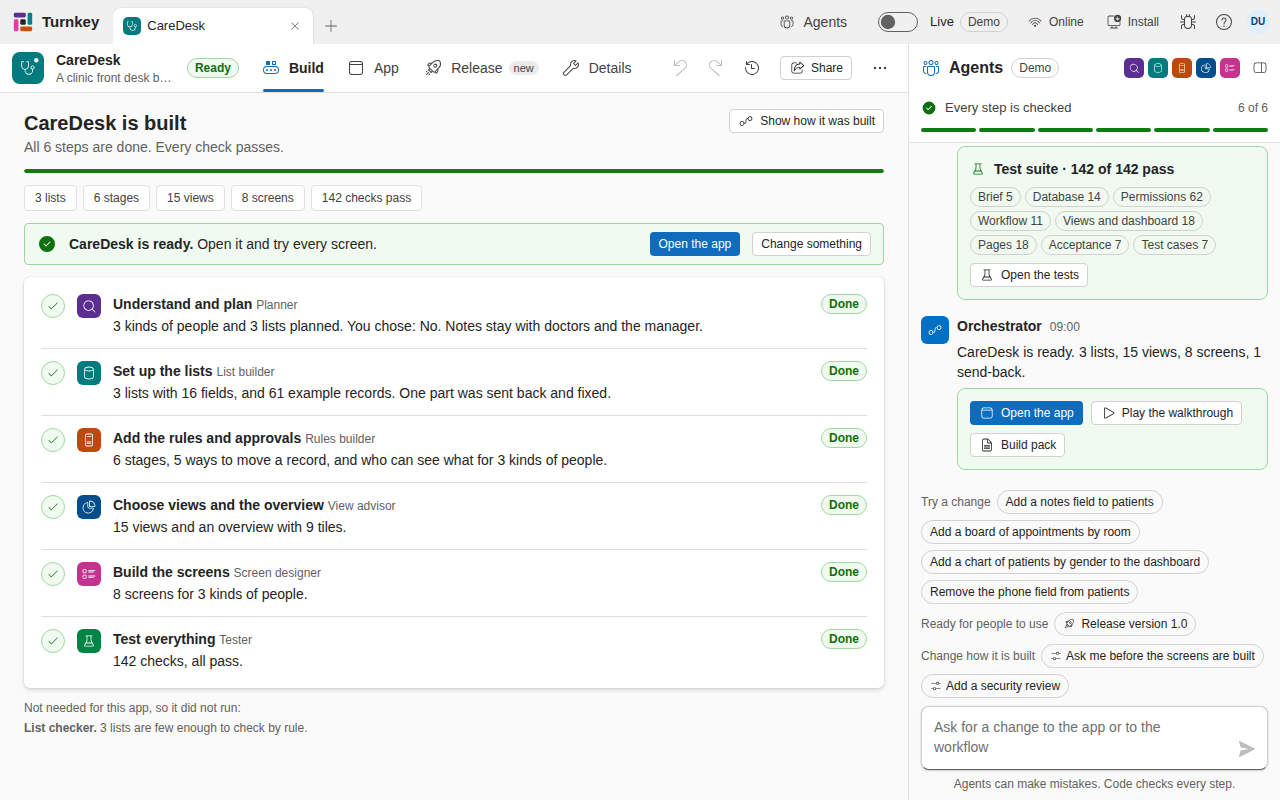 Turnkey
CareDesk
Agents
Live
Demo
Online
Install
DU
CareDesk
A clinic front desk b…
Ready
Build
App
Release new
Details
Share
CareDesk is built
All 6 steps are done. Every check passes.
Show how it was built
3 lists
6 stages
15 views
8 screens
142 checks pass
CareDesk is ready. Open it and try every screen.
Open the app
Change something
Understand and plan Planner
Done
3 kinds of people and 3 lists planned. You chose: No. Notes stay with doctors and the manager.
Set up the lists List builder
Done
3 lists with 16 fields, and 61 example records. One part was sent back and fixed.
Add the rules and approvals Rules builder
Done
6 stages, 5 ways to move a record, and who can see what for 3 kinds of people.
Choose views and the overview View advisor
Done
15 views and an overview with 9 tiles.
Build the screens Screen designer
Done
8 screens for 3 kinds of people.
Test everything Tester
Done
142 checks, all pass.
Not needed for this app, so it did not run:
List checker. 3 lists are few enough to check by rule.
Agents
Demo
Every step is checked
6 of 6
Test suite · 142 of 142 pass
Brief 5
Database 14
Permissions 62
Workflow 11
Views and dashboard 18
Pages 18
Acceptance 7
Test cases 7
Open the tests
Orchestrator 09:00
CareDesk is ready. 3 lists, 15 views, 8 screens, 1
send-back.
Open the app
Play the walkthrough
Build pack
Try a change
Add a notes field to patients
Add a board of appointments by room
Add a chart of patients by gender to the dashboard
Remove the phone field from patients
Ready for people to use
Release version 1.0
Change how it is built
Ask me before the screens are built
Add a security review
Ask for a change to the app or to the
workflow
Agents can make mistakes. Code checks every step.